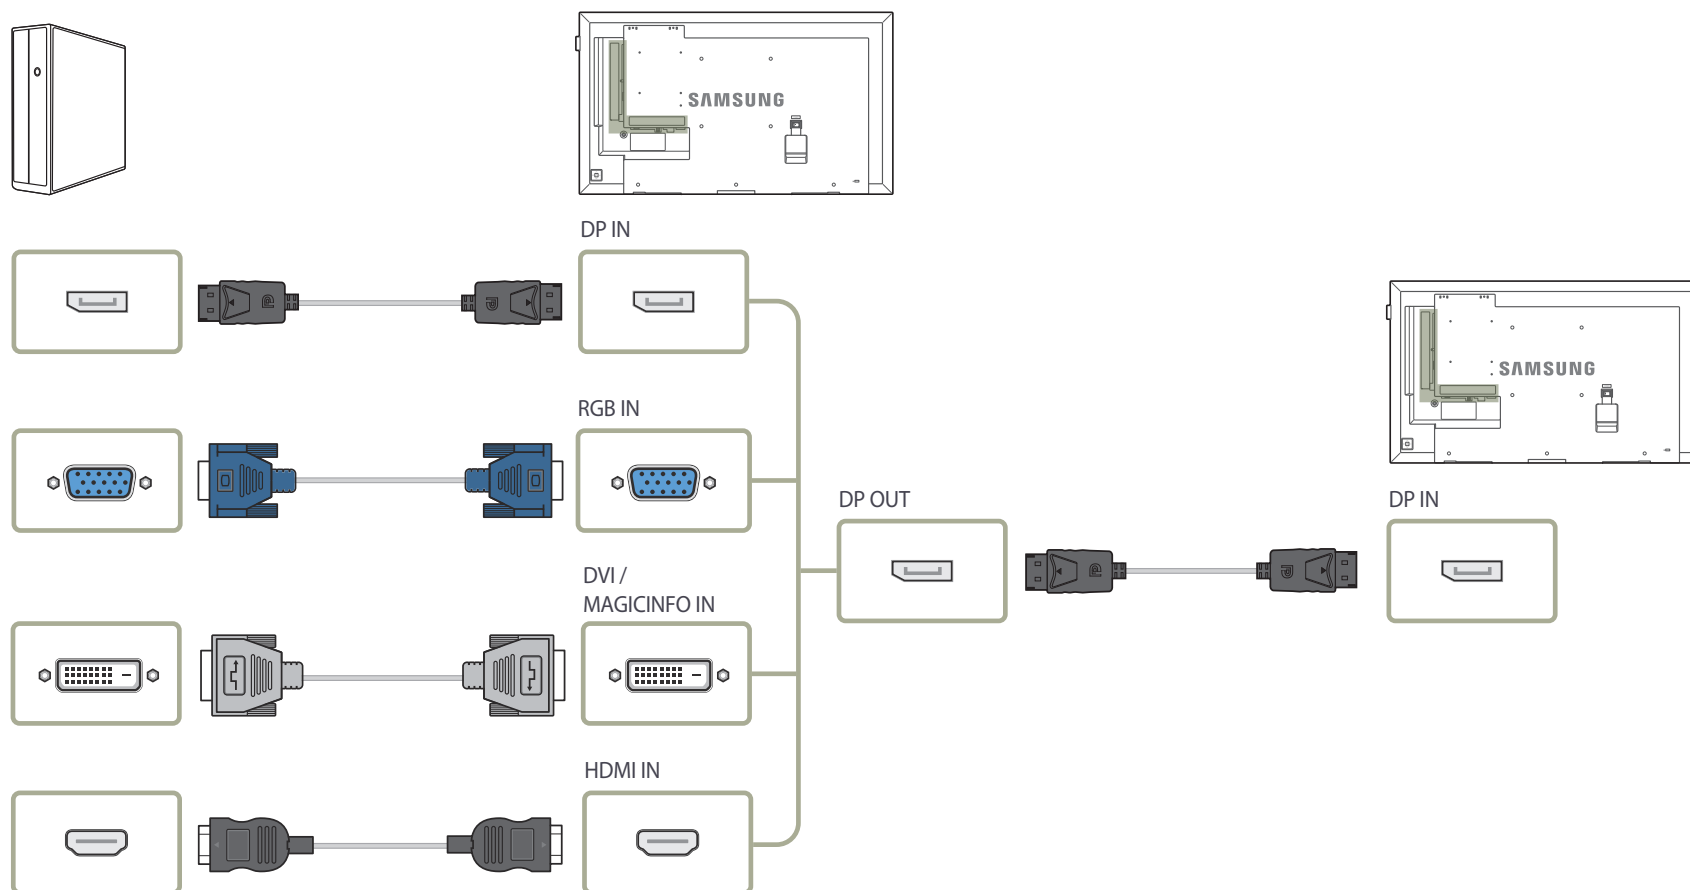 SAMSUNG
DP IN
SAMSUNG
RGB IN
DP OUT
DP IN
DVI /
MAGICINFO IN
HDMI IN